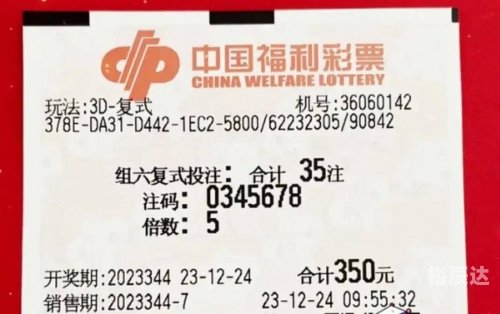 中国福利彩票
CHINA WELFARE LOTTERY
玩法:3D-复式 机号:36060142
378E-DA31-D442-1EC2-5800/62232305/90842
组六复式投注: 合计 35注
注码: 0345678
倍数: 5
开奖期:2023344 23-12-24 合计350元
销售期:2023344-7 23-12-24 09:55:32
裕辰达